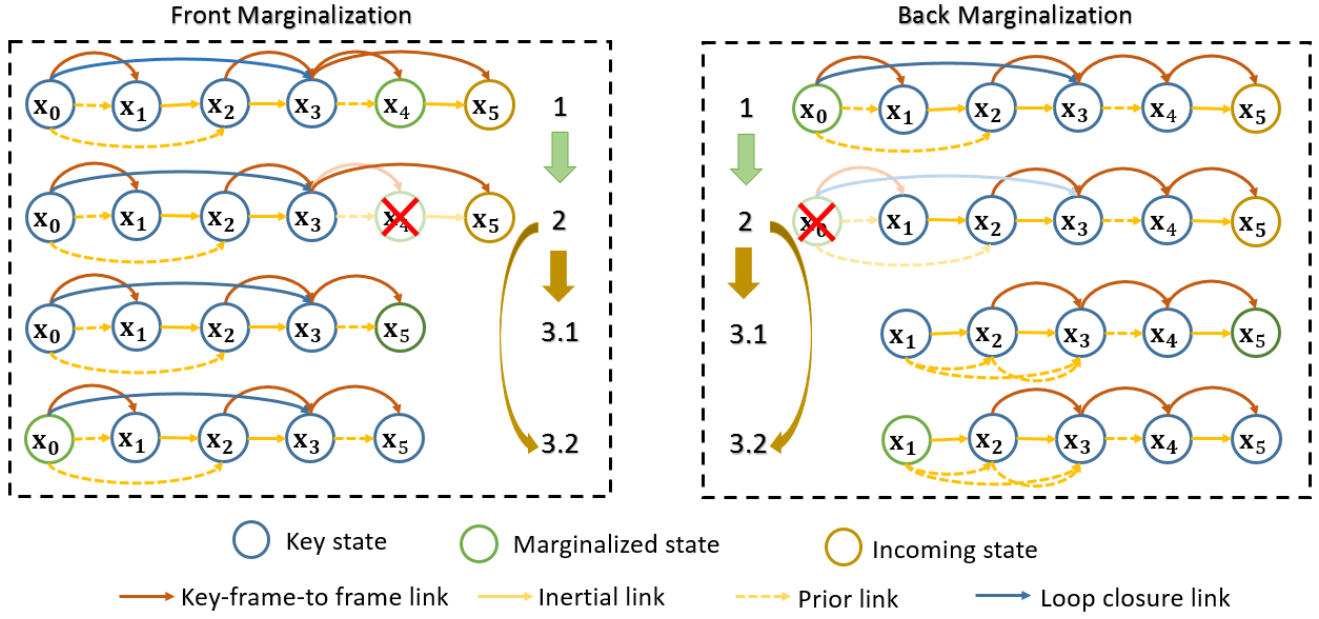 Front Marginalization
Back Marginalization
x0 x1 x2 x3 x4 x5 1
x0 x1 x2 x3 x4 x5 2
x0 x1 x2 x3 x5 3.1
x0 x1 x2 x3 x5 3.2
1 x0 x1 x2 x3 x4 x5
2 x0 x1 x2 x3 x4 x5
3.1 x1 x2 x3 x4 x5
3.2 x1 x2 x3 x4 x5
Key state
Marginalized state
Incoming state
Key-frame-to frame link
Inertial link
Prior link
Loop closure link